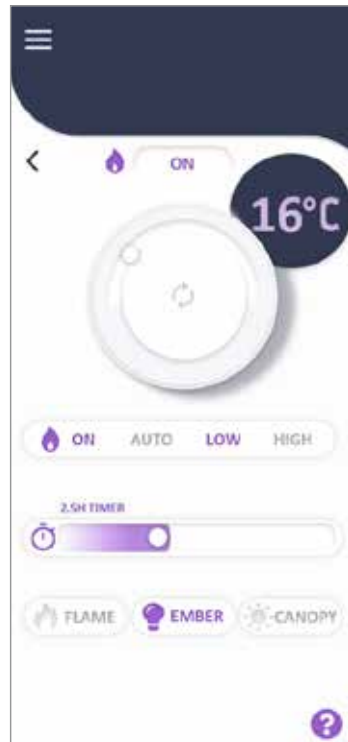 ON
16°C
ON AUTO LOW HIGH
2.5H TIMER
FLAME EMBER CANOPY
?